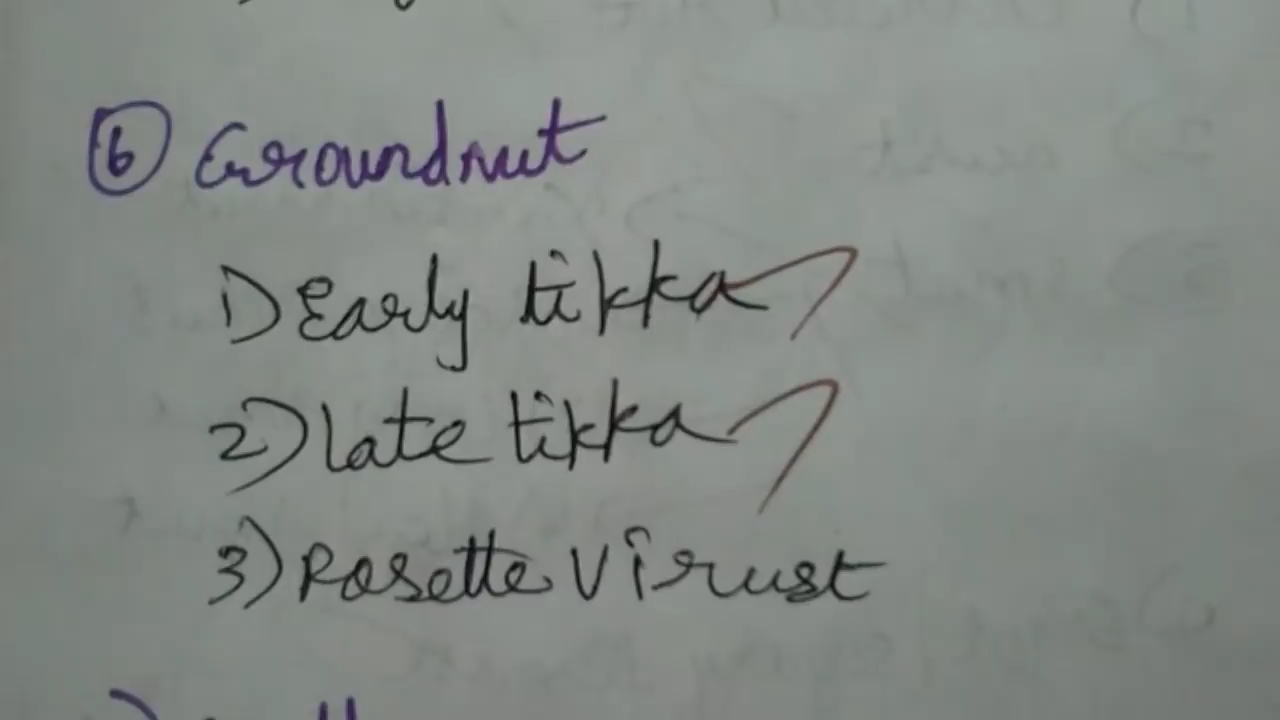 6 Groundnut
1) Early tikka
2) late tikka
3) Rosette Virust